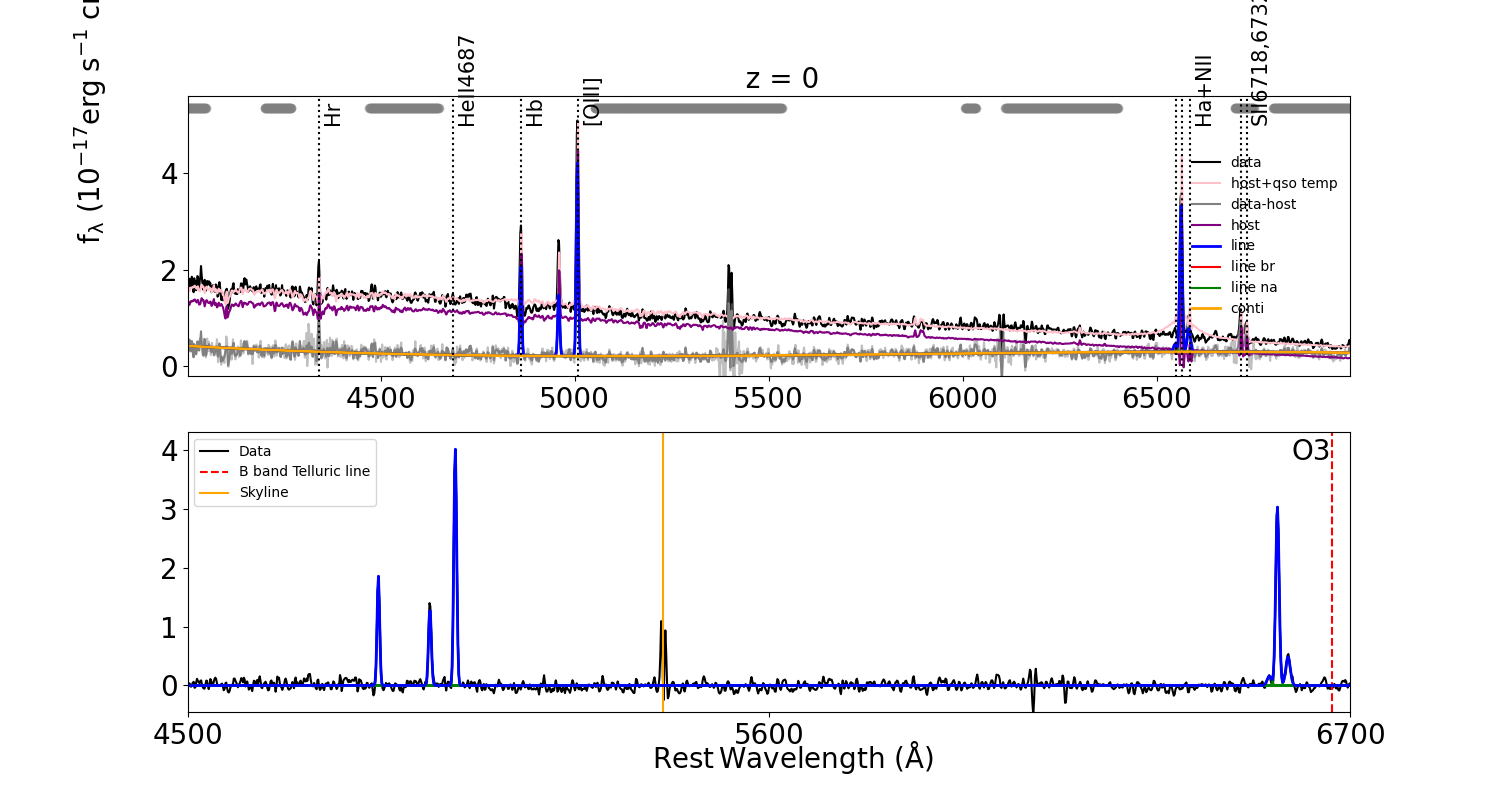 f_λ (10^{-17}erg s^{-1} c
z = 0
Hr
HeII4687
Hb
[OIII]
Ha+NII
SII6718,673
data
host+qso temp
data-host
host
line
line br
line na
conti
4
2
0
4500
5000
5500
6000
6500
Data
B band Telluric line
Skyline
O3
4
3
2
1
0
4500
5600
6700
Rest Wavelength (Å)